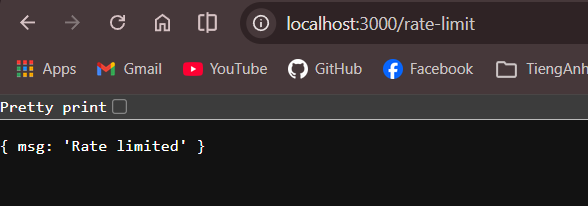 localhost:3000/rate-limit
Apps Gmail YouTube GitHub Facebook TiengAnh
Pretty print
{ msg: 'Rate limited' }